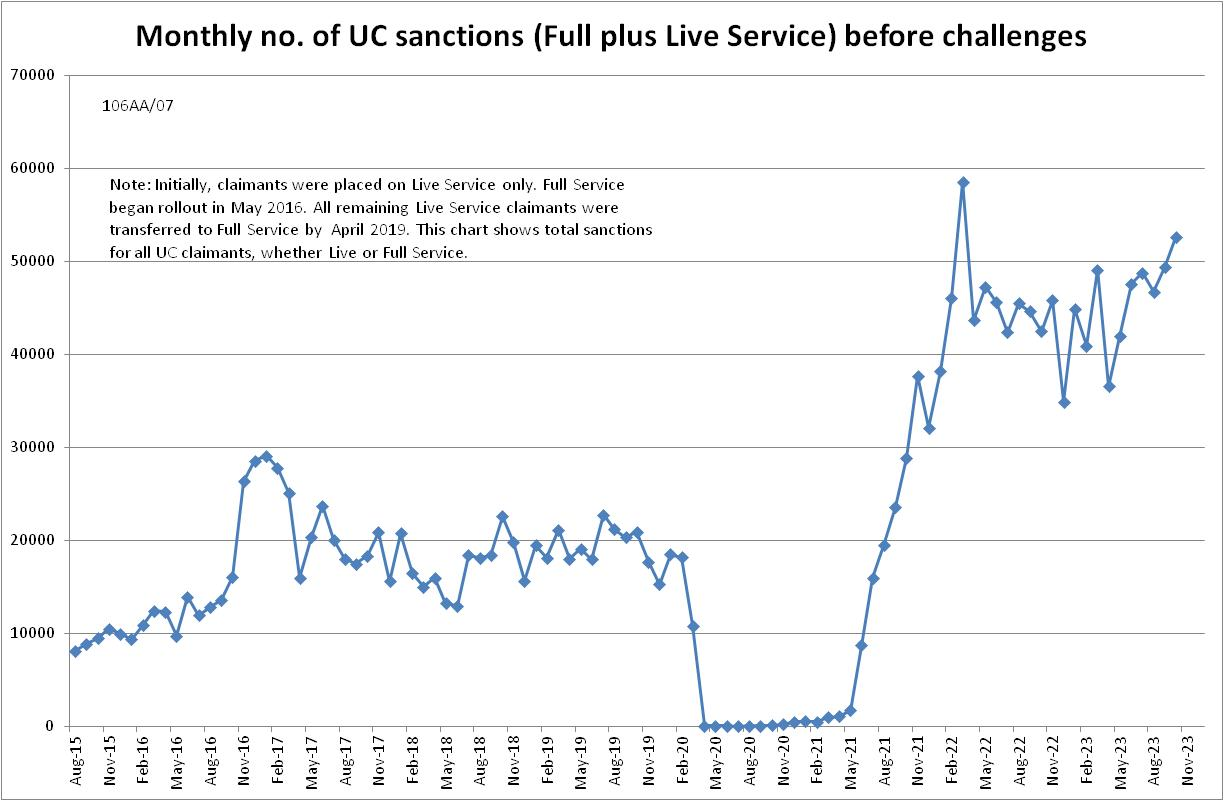 Monthly no. of UC sanctions (Full plus Live Service) before challenges
70000
106AA/07
60000
Note: Initially, claimants were placed on Live Service only. Full Service
began rollout in May 2016. All remaining Live Service claimants were
transferred to Full Service by April 2019. This chart shows total sanctions
for all UC claimants, whether Live or Full Service.
50000
40000
30000
20000
10000
0
Aug-15
Nov-15
Feb-16
May-16
Aug-16
Nov-16
Feb-17
May-17
Aug-17
Nov-17
Feb-18
May-18
Aug-18
Nov-18
Feb-19
May-19
Aug-19
Nov-19
Feb-20
May-20
Aug-20
Nov-20
Feb-21
May-21
Aug-21
Nov-21
Feb-22
May-22
Aug-22
Nov-22
Feb-23
May-23
Aug-23
Nov-23